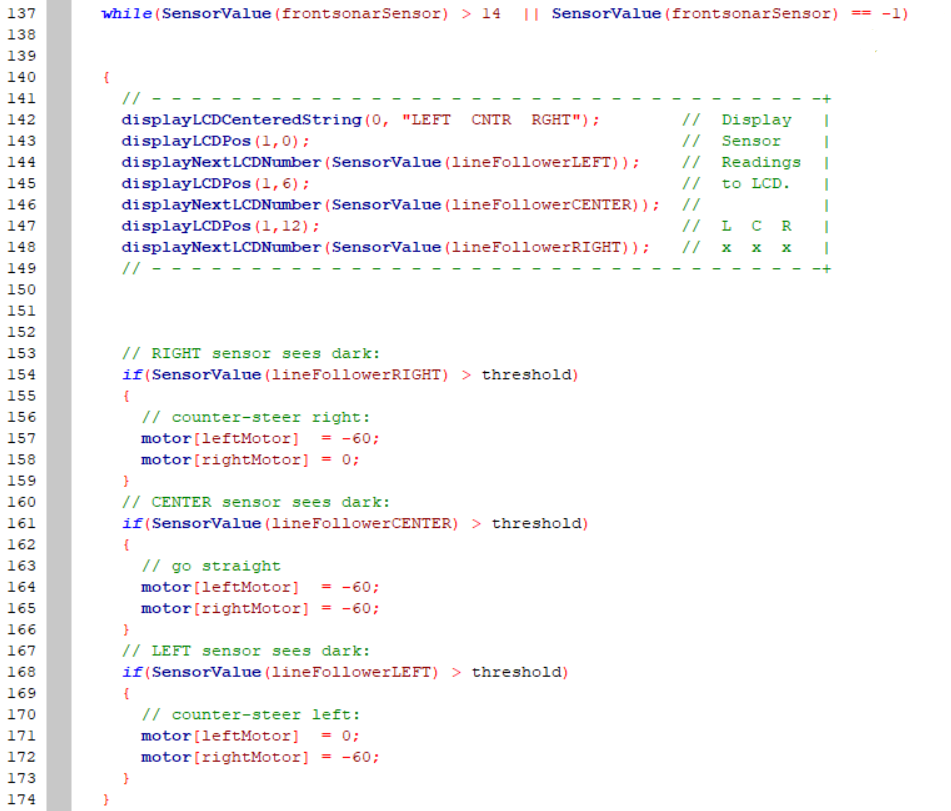 137 while(SensorValue(frontsonarSensor) > 14 || SensorValue(frontsonarSensor) == -1)
138
139
140 {
141 // - - - - - - - - - - - - - - - - - - - - - - - - - - - - - - - - - -+
142 displayLCDCenteredString(0, "LEFT  CNTR  RGHT"); // Display |
143 displayLCDPos(1,0); // Sensor |
144 displayNextLCDNumber(SensorValue(lineFollowerLEFT)); // Readings |
145 displayLCDPos(1,6); // to LCD. |
146 displayNextLCDNumber(SensorValue(lineFollowerCENTER)); // |
147 displayLCDPos(1,12); // L C R |
148 displayNextLCDNumber(SensorValue(lineFollowerRIGHT)); // x x x |
149 // - - - - - - - - - - - - - - - - - - - - - - - - - - - - - - - - - -+
150
151
152
153 // RIGHT sensor sees dark:
154 if(SensorValue(lineFollowerRIGHT) > threshold)
155 {
156 // counter-steer right:
157 motor[leftMotor]  = -60;
158 motor[rightMotor] = 0;
159 }
160 // CENTER sensor sees dark:
161 if(SensorValue(lineFollowerCENTER) > threshold)
162 {
163 // go straight
164 motor[leftMotor]  = -60;
165 motor[rightMotor] = -60;
166 }
167 // LEFT sensor sees dark:
168 if(SensorValue(lineFollowerLEFT) > threshold)
169 {
170 // counter-steer left:
171 motor[leftMotor]  = 0;
172 motor[rightMotor] = -60;
173 }
174 }